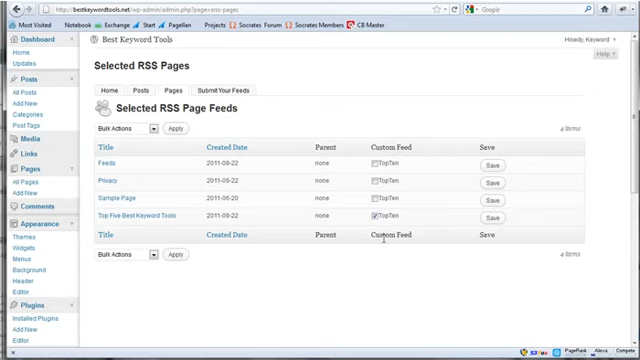 http://bestkeywordtools.net/wp-admin/admin.php?page=rss-pages
Google
Most Visited Notebook Exchange Start PageIlan Projects Socrates Forum Socrates Members CB Master
Dashboard
Home
Updates
Posts
All Posts
Add New
Categories
Post Tags
Media
Links
Pages
All Pages
Add New
Comments
Appearance
Themes
Widgets
Menus
Background
Header
Editor
Plugins
Installed Plugins
Add New
Editor
Best Keyword Tools
Howdy, Keyword
Help
Selected RSS Pages
Home Posts Pages Submit Your Feeds
Selected RSS Page Feeds
Bulk Actions Apply 4 items
Title Created Date Parent Custom Feed Save
Feeds 2011-09-22 none TopTen Save
Privacy 2011-09-22 none TopTen Save
Sample Page 2011-06-20 none TopTen Save
Top Five Best Keyword Tools 2011-09-22 none TopTen Save
Title Created Date Parent Custom Feed Save
Bulk Actions Apply 4 items
PageRank Alexa Compete